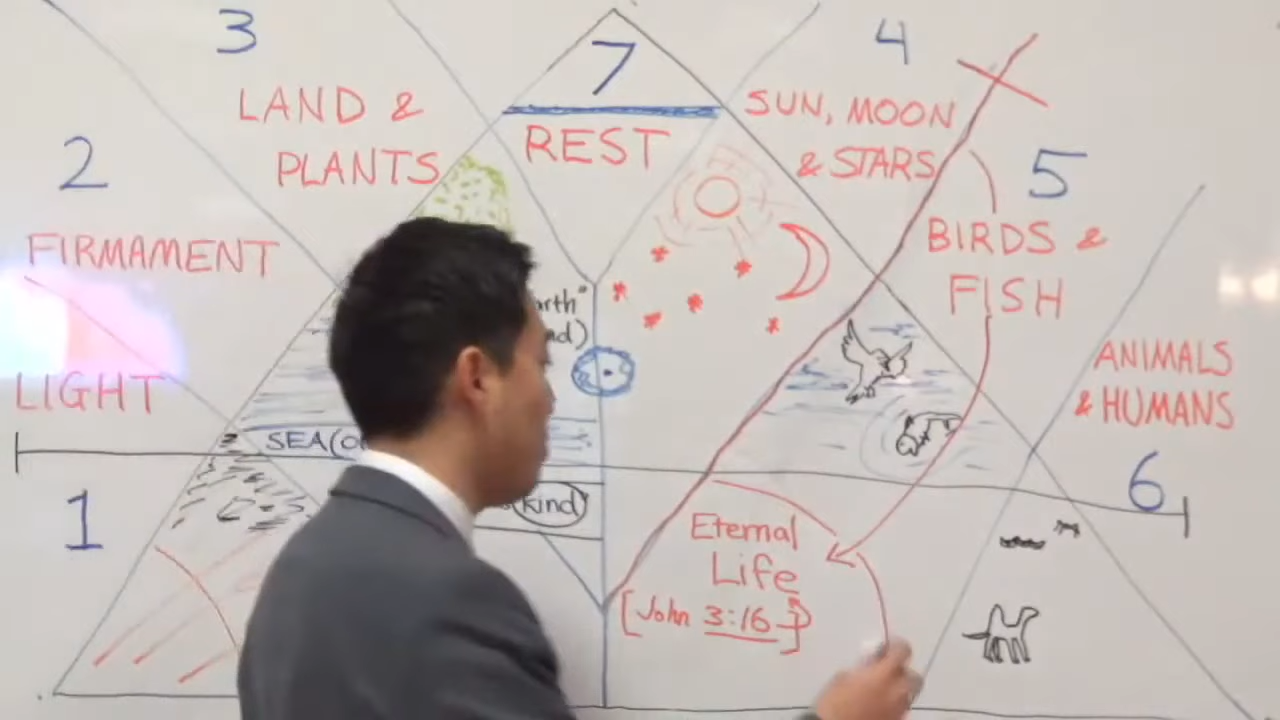 3
LAND &
PLANTS
7
REST
4
SUN, MOON
& STARS
2
FIRMAMENT
5
BIRDS &
FISH
LIGHT
ANIMALS
& HUMANS
SEA
1
kind
6
Eternal
Life
[John 3:16]